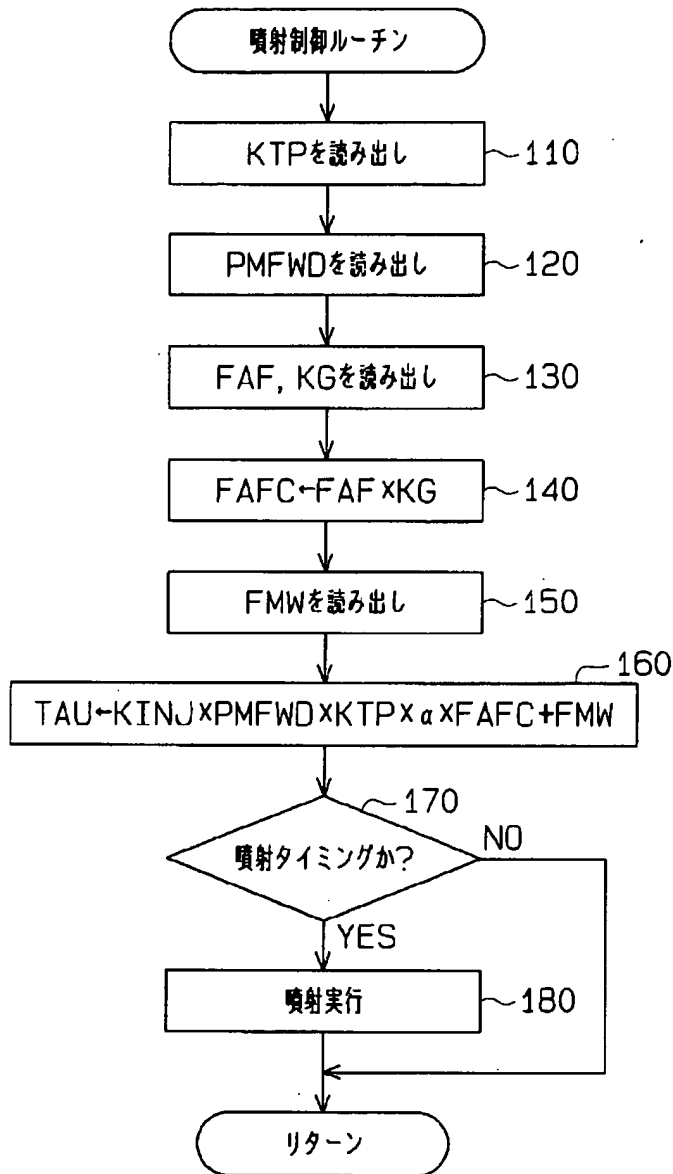 噴射制御ルーチン
KTPを読み出し 110
PMFWDを読み出し 120
FAF, KGを読み出し 130
FAFC←FAF×KG 140
FMWを読み出し 150
160
TAU←KINJ×PMFWD×KTP×α×FAFC+FMW
170
噴射タイミングか? NO
YES
噴射実行 180
リターン